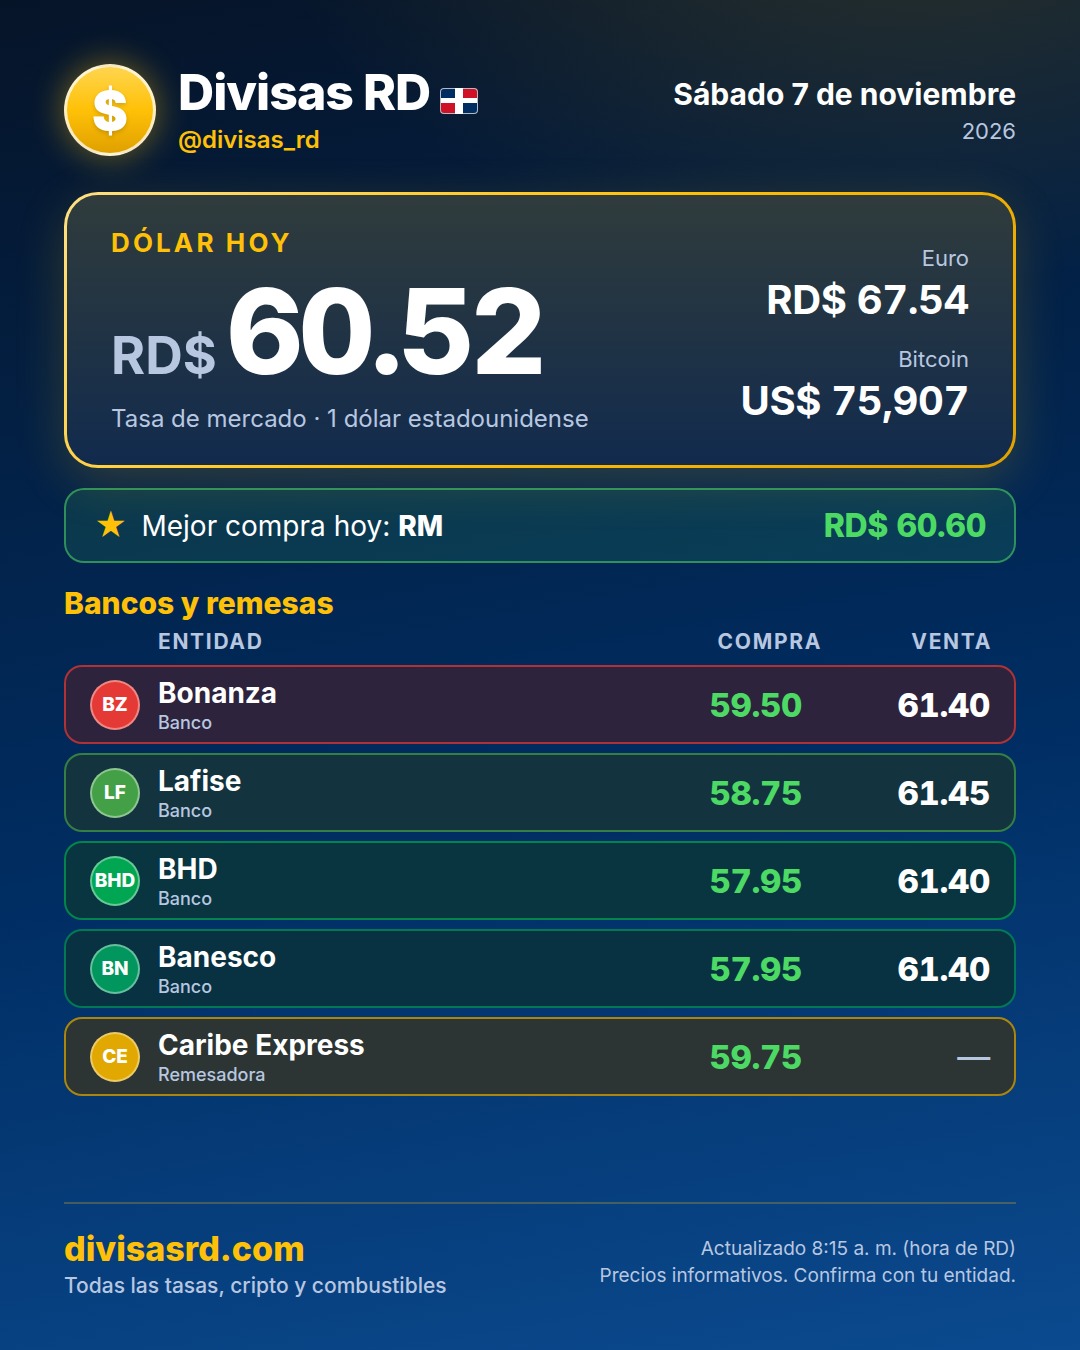 $
Divisas RD
@divisas_rd
Sábado 7 de noviembre
2026
DÓLAR HOY
RD$ 60.52
Tasa de mercado · 1 dólar estadounidense
Euro
RD$ 67.54
Bitcoin
US$ 75,907
★ Mejor compra hoy: RM RD$ 60.60
Bancos y remesas
ENTIDAD COMPRA VENTA
BZ Bonanza 59.50 61.40
Banco
LF Lafise 58.75 61.45
Banco
BHD BHD 57.95 61.40
Banco
BN Banesco 57.95 61.40
Banco
CE Caribe Express 59.75 —
Remesadora
divisasrd.com
Todas las tasas, cripto y combustibles
Actualizado 8:15 a. m. (hora de RD)
Precios informativos. Confirma con tu entidad.